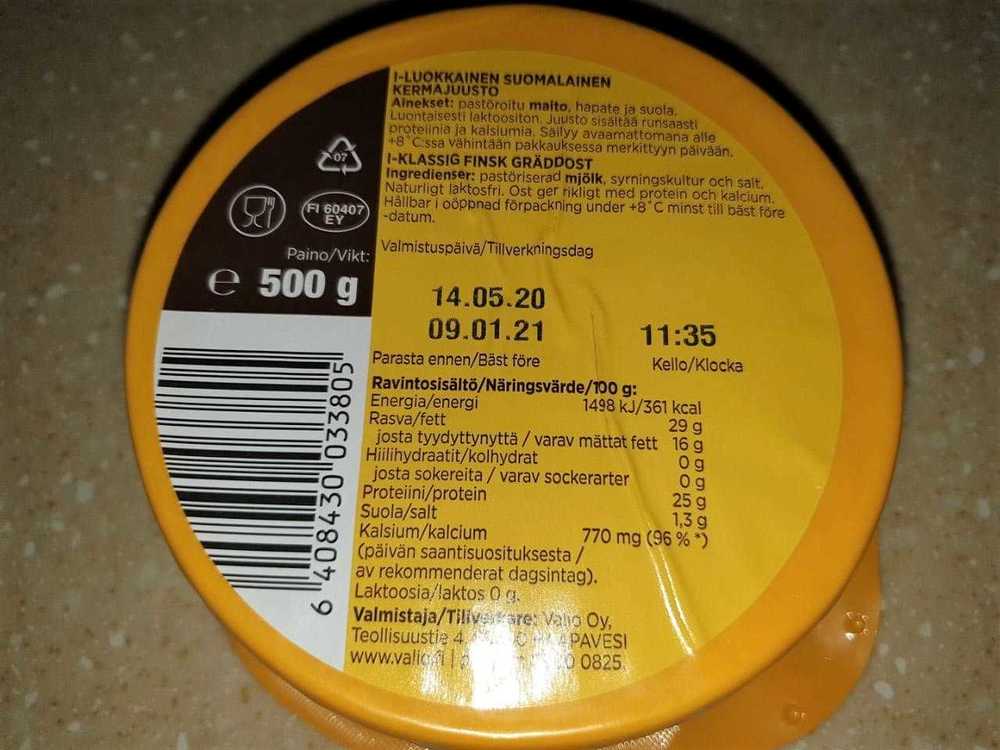 I-LUOKKAINEN SUOMALAINEN
KERMAJUUSTO
Ainekset: pastöroitu maito, hapate ja suola.
Luontaisesti laktoositon. Juusto sisältää runsaasti
proteiinia ja kalsiumia. Säilyy avaamattomana alle
+8°C:ssa vähintään pakkauksessa merkittyyn päivään.
I-KLASSIG FINSK GRÄDDOST
Ingredienser: pastöriserad mjölk, syrningskultur och salt.
Naturligt laktosfri. Ost ger rikligt med protein och kalcium.
Hållbar i oöppnad förpackning under +8°C minst till bäst före
-datum.
07
FI 60407
EY
Paino/Vikt:
e 500 g
Valmistuspäivä/Tillverkningsdag
14.05.20
09.01.21 11:35
Parasta ennen/Bäst före Kello/Klocka
Ravintosisältö/Näringsvärde/100 g:
Energia/energi 1498 kJ/361 kcal
Rasva/fett 29 g
josta tyydyttynyttä / varav mättat fett 16 g
Hiilihydraatit/kolhydrat 0 g
josta sokereita / varav sockerarter 0 g
Proteiini/protein 25 g
Suola/salt 1,3 g
Kalsium/kalcium 770 mg (96 % *)
(päivän saantisuosituksesta /
av rekommenderat dagsintag).
Laktoosia/laktos 0 g.
Valmistaja/Tillverkare: Valio Oy,
Teollisuustie 4,
www.valio.fi | 0825
6 408430 033805